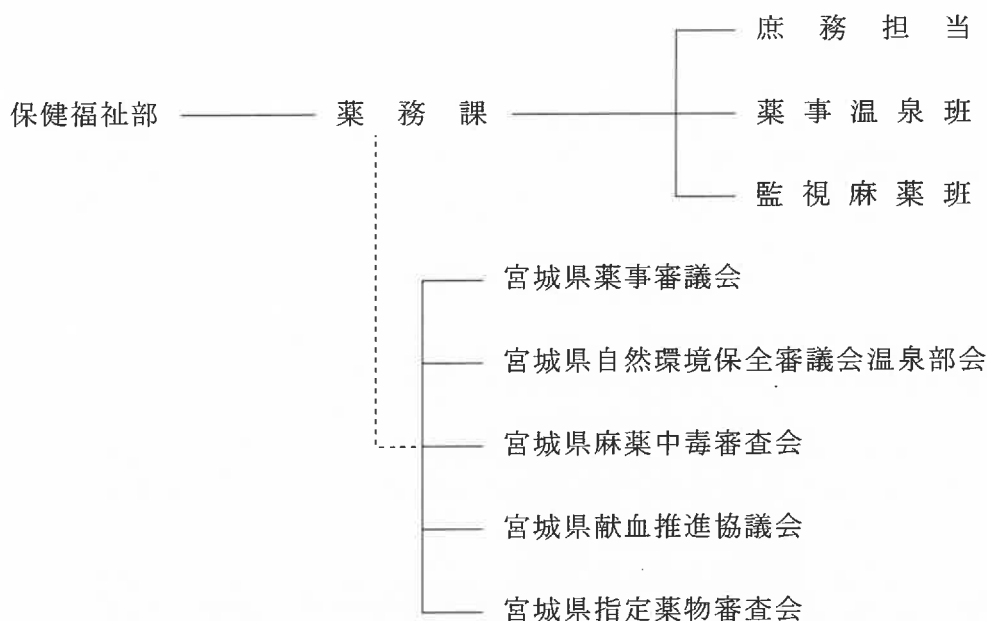 庶務担当
保健福祉部 薬務課 薬事温泉班
監視麻薬班
宮城県薬事審議会
宮城県自然環境保全審議会温泉部会
宮城県麻薬中毒審査会
宮城県献血推進協議会
宮城県指定薬物審査会